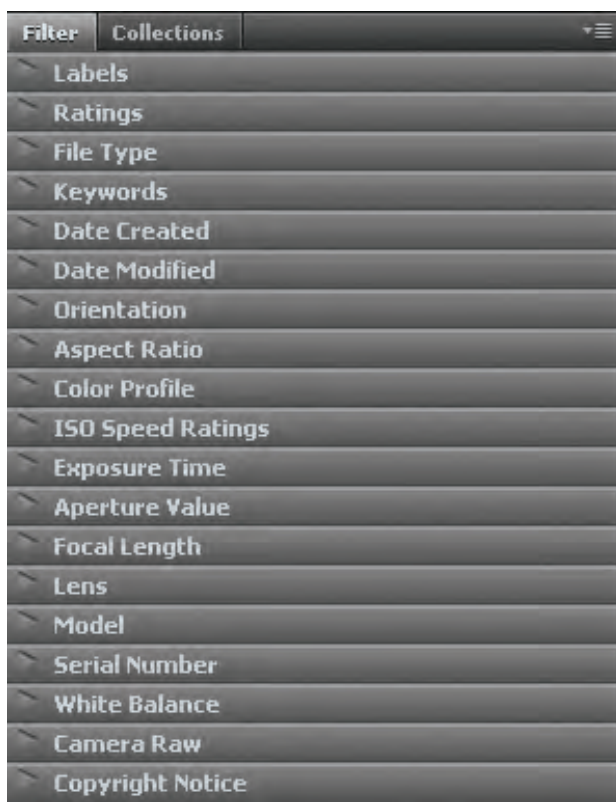 Filter Collections
Labels
Ratings
File Type
Keywords
Date Created
Date Modified
Orientation
Aspect Ratio
Color Profile
ISO Speed Ratings
Exposure Time
Aperture Value
Focal Length
Lens
Model
Serial Number
White Balance
Camera Raw
Copyright Notice